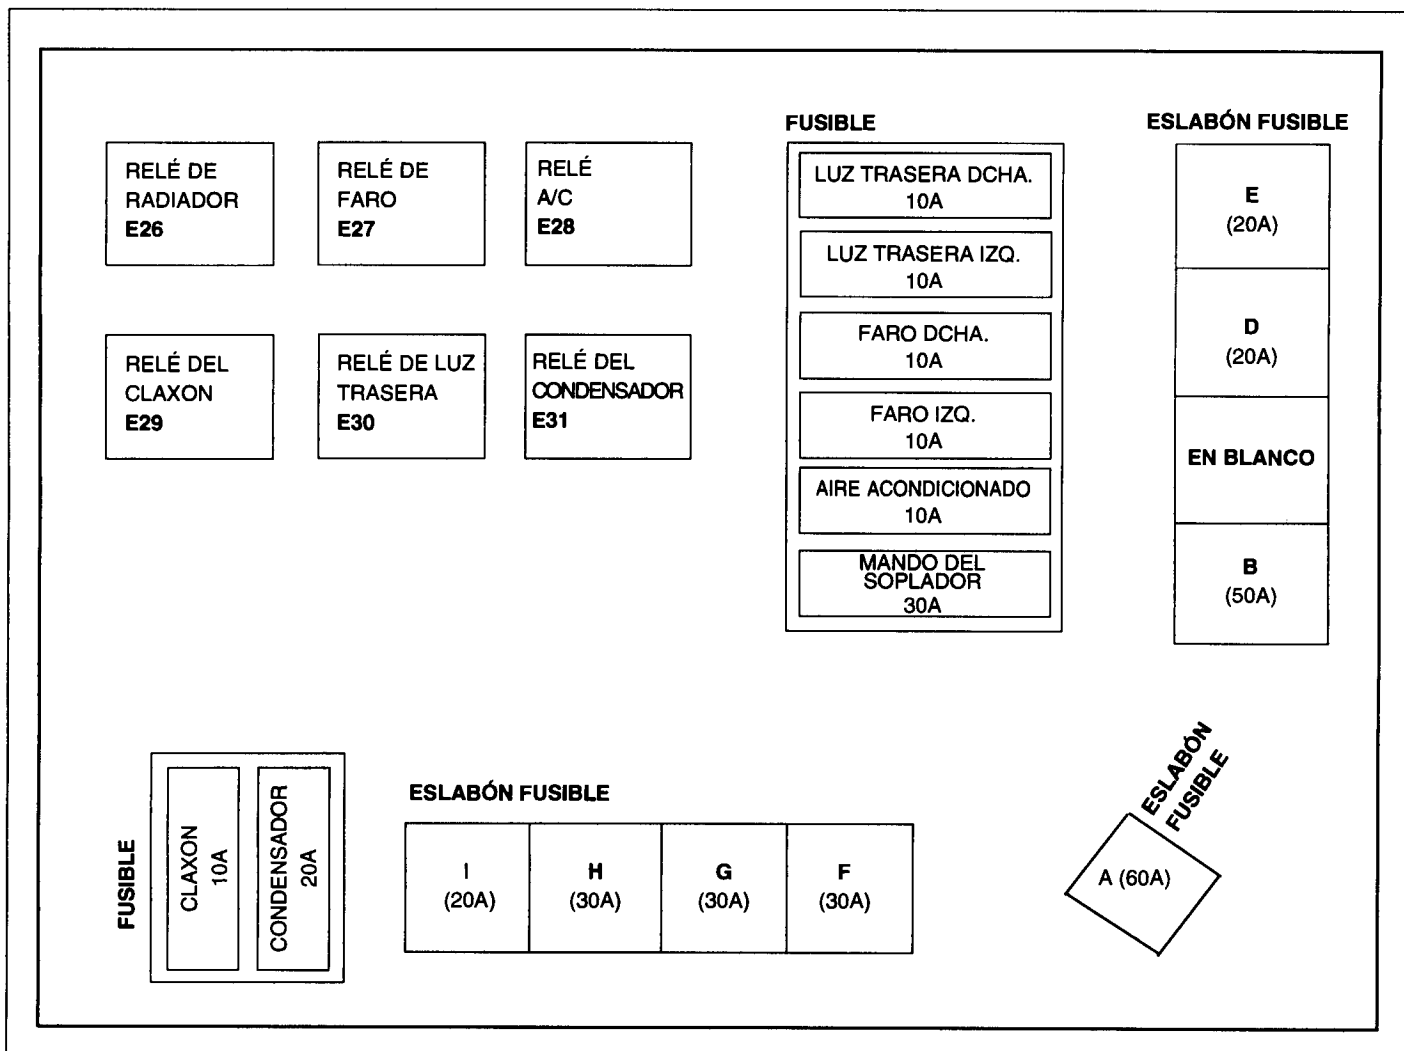 RELÉ DE
RADIADOR
E26
RELÉ DE
FARO
E27
RELÉ
A/C
E28
RELÉ DEL
CLAXON
E29
RELÉ DE LUZ
TRASERA
E30
RELÉ DEL
CONDENSADOR
E31
FUSIBLE
LUZ TRASERA DCHA.
10A
LUZ TRASERA IZQ.
10A
FARO DCHA.
10A
FARO IZQ.
10A
AIRE ACONDICIONADO
10A
MANDO DEL
SOPLADOR
30A
ESLABÓN FUSIBLE
E
(20A)
D
(20A)
EN BLANCO
B
(50A)
FUSIBLE
CLAXON
10A
CONDENSADOR
20A
ESLABÓN FUSIBLE
I
(20A)
H
(30A)
G
(30A)
F
(30A)
ESLABÓN
FUSIBLE
A (60A)